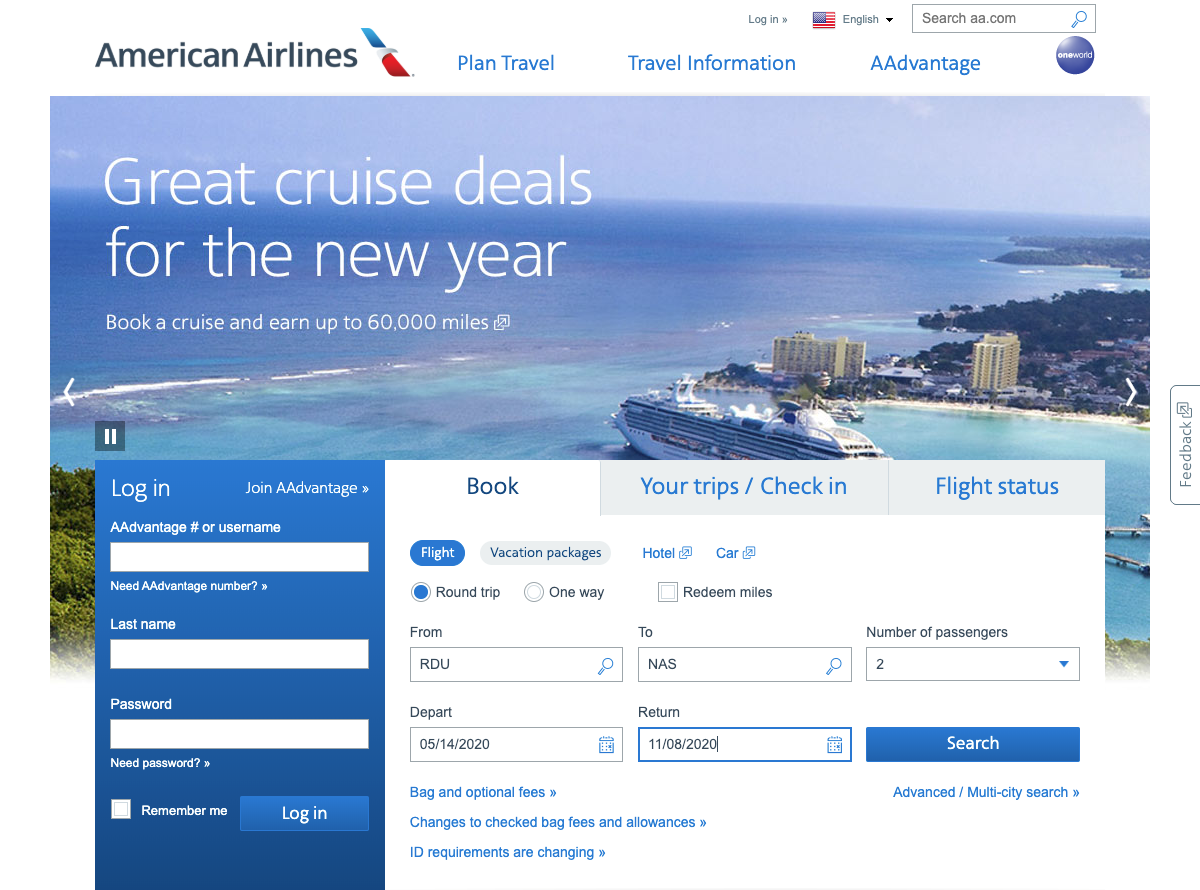 Log in »
English
Search aa.com
American Airlines
Plan Travel
Travel Information
AAdvantage
oneworld
Great cruise deals
for the new year
Book a cruise and earn up to 60,000 miles
Feedback
Log in
Join AAdvantage »
AAdvantage # or username
Need AAdvantage number? »
Last name
Password
Need password? »
Remember me
Log in
Book
Your trips / Check in
Flight status
Flight
Vacation packages
Hotel
Car
Round trip
One way
Redeem miles
From
To
Number of passengers
RDU
NAS
2
Depart
Return
05/14/2020
11/08/2020
Search
Bag and optional fees »
Advanced / Multi-city search »
Changes to checked bag fees and allowances »
ID requirements are changing »